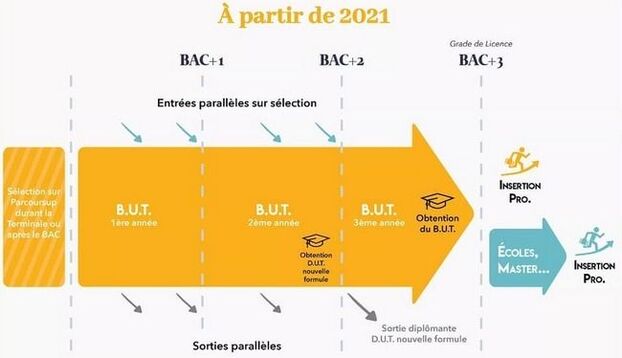 À partir de 2021
Grade de Licence
BAC+1
BAC+2
BAC+3
Entrées parallèles sur sélection
Sélection sur
Parcoursup
durant la
Terminale ou
après le BAC
B.U.T.
1ère année
B.U.T.
2ème année
B.U.T.
3ème année
Obtention
D.U.T.
nouvelle
formule
Obtention
du B.U.T.
Insertion
Pro.
Écoles,
Master...
Insertion
Pro.
Sortie diplômante
D.U.T. nouvelle formule
Sorties parallèles